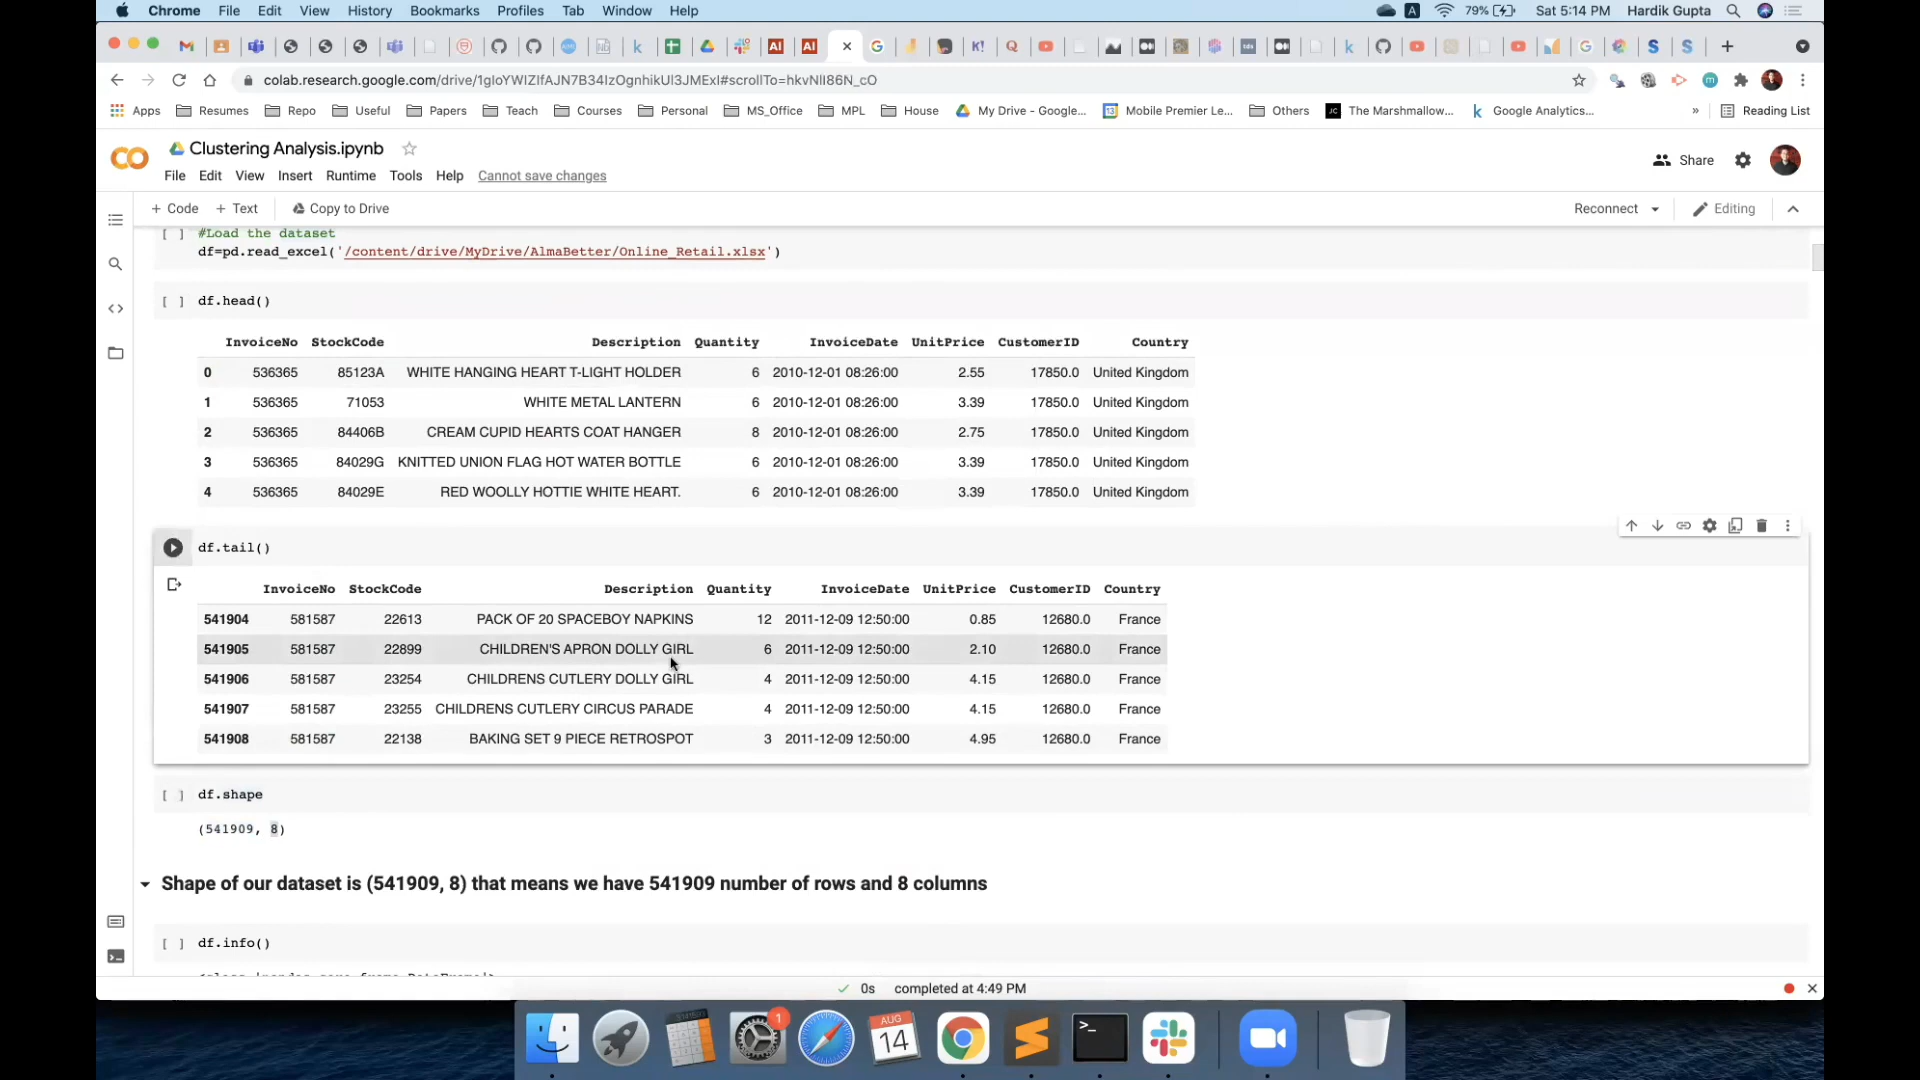 Chrome File Edit View History Bookmarks Profiles Tab Window Help 79% Sat 5:14 PM Hardik Gupta
colab.research.google.com/drive/1gIoYWIZlfAJN7B34IzOgnhikUl3JMExI#scrollTo=hkvNlI86N_cO
Apps Resumes Repo Useful Papers Teach Courses Personal MS_Office MPL House My Drive - Google... Mobile Premier Le... Others The Marshmallow... Google Analytics... » Reading List
Clustering Analysis.ipynb
File Edit View Insert Runtime Tools Help Cannot save changes
Share
+ Code + Text Copy to Drive Reconnect Editing
[ ] #Load the dataset
df=pd.read_excel('/content/drive/MyDrive/AlmaBetter/Online_Retail.xlsx')
[ ] df.head()
InvoiceNo StockCode Description Quantity InvoiceDate UnitPrice CustomerID Country
0 536365 85123A WHITE HANGING HEART T-LIGHT HOLDER 6 2010-12-01 08:26:00 2.55 17850.0 United Kingdom
1 536365 71053 WHITE METAL LANTERN 6 2010-12-01 08:26:00 3.39 17850.0 United Kingdom
2 536365 84406B CREAM CUPID HEARTS COAT HANGER 8 2010-12-01 08:26:00 2.75 17850.0 United Kingdom
3 536365 84029G KNITTED UNION FLAG HOT WATER BOTTLE 6 2010-12-01 08:26:00 3.39 17850.0 United Kingdom
4 536365 84029E RED WOOLLY HOTTIE WHITE HEART. 6 2010-12-01 08:26:00 3.39 17850.0 United Kingdom
df.tail()
InvoiceNo StockCode Description Quantity InvoiceDate UnitPrice CustomerID Country
541904 581587 22613 PACK OF 20 SPACEBOY NAPKINS 12 2011-12-09 12:50:00 0.85 12680.0 France
541905 581587 22899 CHILDREN'S APRON DOLLY GIRL 6 2011-12-09 12:50:00 2.10 12680.0 France
541906 581587 23254 CHILDRENS CUTLERY DOLLY GIRL 4 2011-12-09 12:50:00 4.15 12680.0 France
541907 581587 23255 CHILDRENS CUTLERY CIRCUS PARADE 4 2011-12-09 12:50:00 4.15 12680.0 France
541908 581587 22138 BAKING SET 9 PIECE RETROSPOT 3 2011-12-09 12:50:00 4.95 12680.0 France
[ ] df.shape
(541909, 8)
Shape of our dataset is (541909, 8) that means we have 541909 number of rows and 8 columns
[ ] df.info()
<class 'pandas.core.frame.DataFrame'>
0s completed at 4:49 PM
AUG
14
1